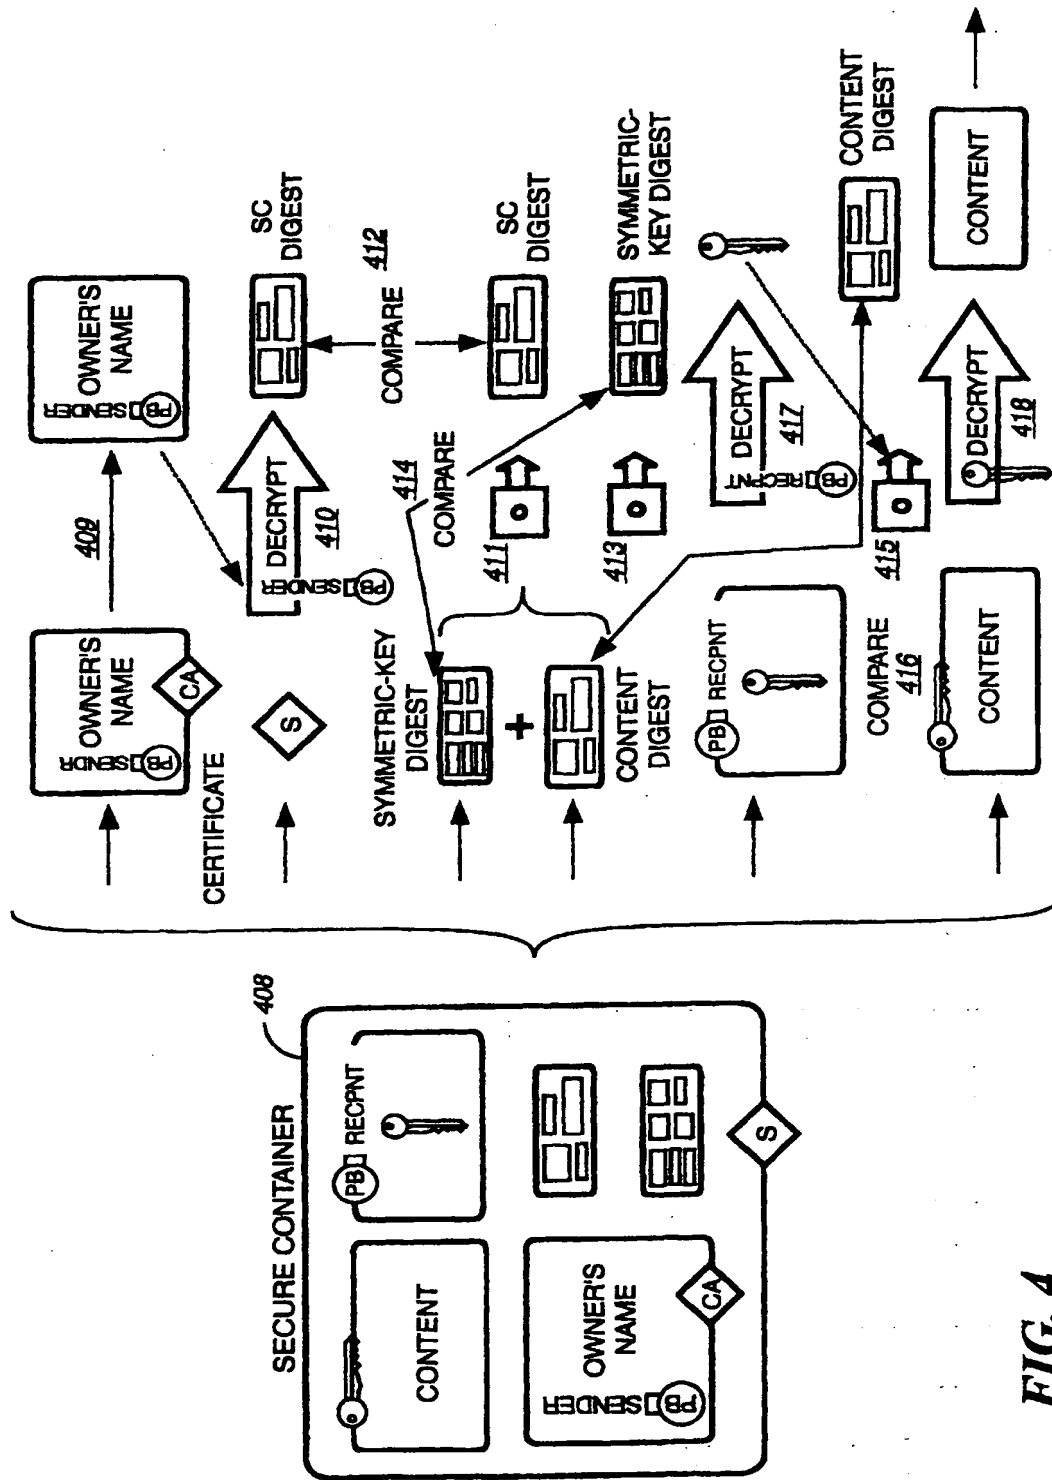 SECURE CONTAINER
408
CONTENT
PB RECPNT
OWNER'S
NAME
PB SENDER
CA
S
CERTIFICATE
OWNER'S
NAME
PB SENDR
CA
409
OWNER'S
NAME
PB SENDER
S
PB SENDER
DECRYPT
410
SC
DIGEST
COMPARE
412
SYMMETRIC-KEY
DIGEST
+
CONTENT
DIGEST
411
SC
DIGEST
414
COMPARE
413
SYMMETRIC-
KEY DIGEST
PB RECPNT
PB RECPNT
DECRYPT
417
COMPARE
416
415
CONTENT
DIGEST
CONTENT
DECRYPT
418
CONTENT
FIG. 4